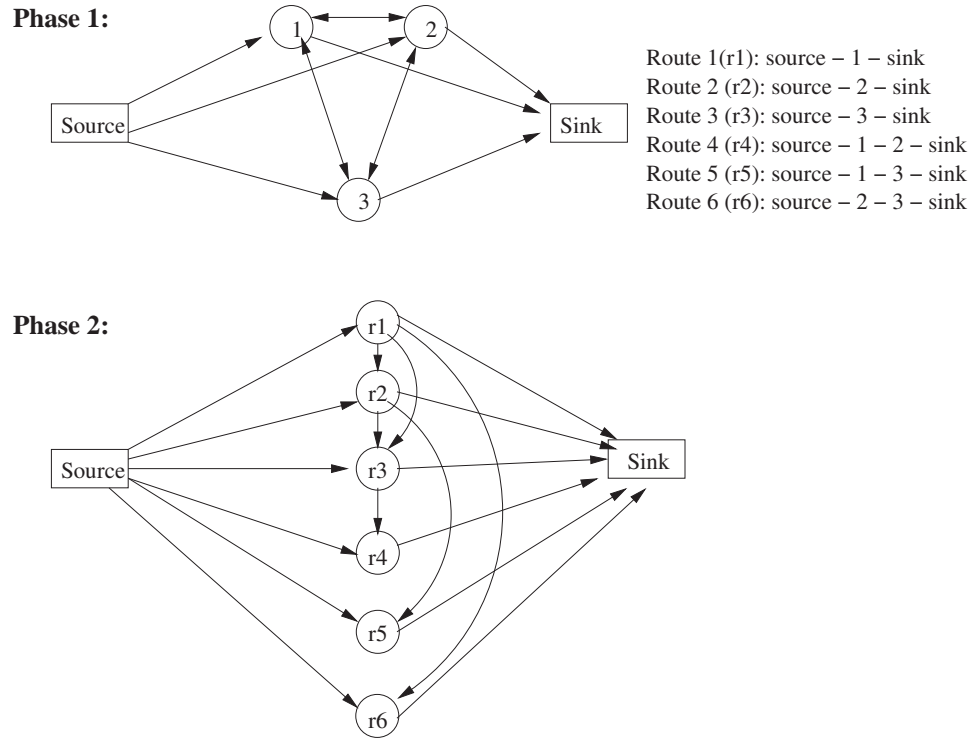 Phase 1:
1
2
3
Source
Sink
Route 1(r1): source − 1 − sink
Route 2 (r2): source − 2 − sink
Route 3 (r3): source − 3 − sink
Route 4 (r4): source − 1 − 2 − sink
Route 5 (r5): source − 1 − 3 − sink
Route 6 (r6): source − 2 − 3 − sink
Phase 2:
r1
r2
r3
r4
r5
r6
Source
Sink